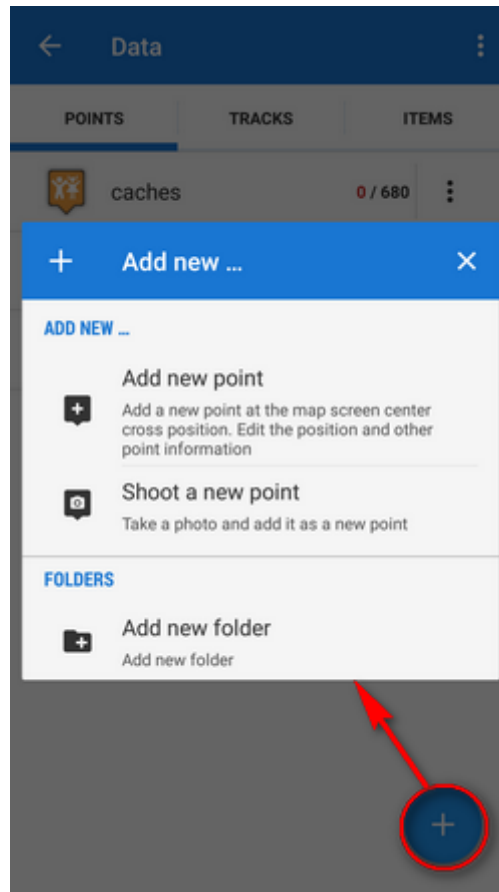 Data
POINTS TRACKS ITEMS
caches 0 / 680
Add new ...
ADD NEW ...
Add new point
Add a new point at the map screen center
cross position. Edit the position and other
point information
Shoot a new point
Take a photo and add it as a new point
FOLDERS
Add new folder
Add new folder